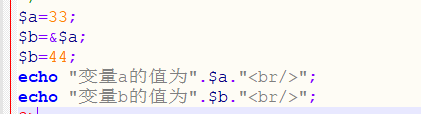 $a=33;
$b=&$a;
$b=44;
echo "变量a的值为".$a."<br/>";
echo "变量b的值为".$b."<br/>";